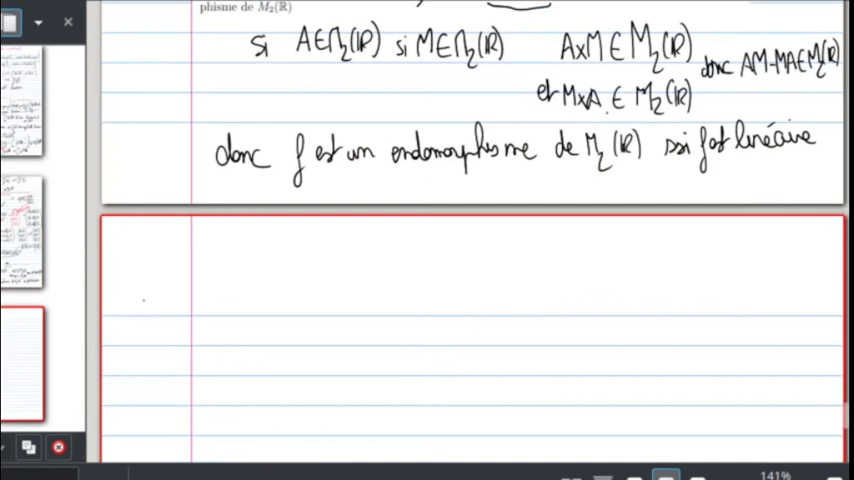 phisme de M₂(ℝ)
si A∈M₂(ℝ) si M∈M₂(ℝ) A×M ∈ M₂(ℝ) donc AM-MA∈M₂(ℝ)
et M×A ∈ M₂(ℝ)
donc f est un endomorphisme de M₂(ℝ) ssi f est linéaire
141%